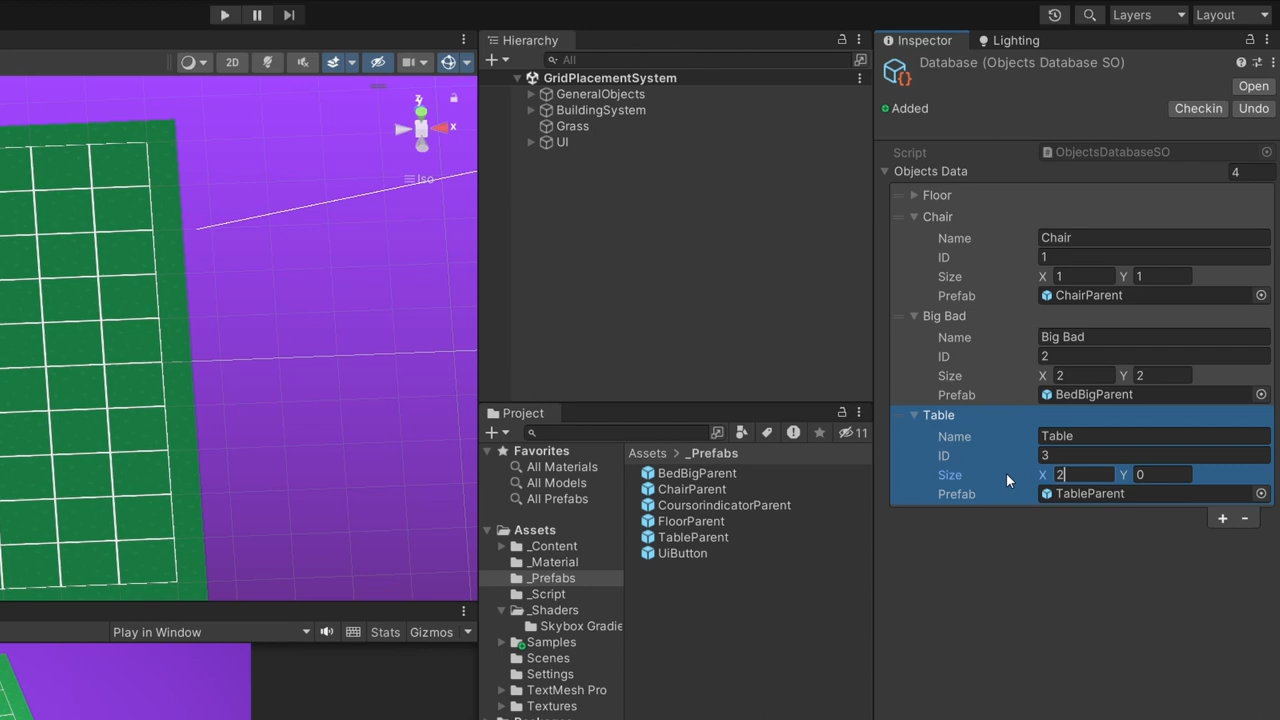 Layers
Layout
2D
y
z
x
Iso
Play in Window
Stats
Gizmos
Hierarchy
All
GridPlacementSystem
GeneralObjects
BuildingSystem
Grass
UI
Project
11
Favorites
All Materials
All Models
All Prefabs
Assets
_Content
_Material
_Prefabs
_Script
_Shaders
Skybox Gradie
Samples
Scenes
Settings
TextMesh Pro
Textures
Assets > _Prefabs
BedBigParent
ChairParent
CoursorindicatorParent
FloorParent
TableParent
UiButton
Inspector
Lighting
Database (Objects Database SO)
Open
Added
Checkin
Undo
Script ObjectsDatabaseSO
Objects Data 4
Floor
Chair
Name Chair
ID 1
Size X 1 Y 1
Prefab ChairParent
Big Bad
Name Big Bad
ID 2
Size X 2 Y 2
Prefab BedBigParent
Table
Name Table
ID 3
Size X 2 Y 0
Prefab TableParent
+ -